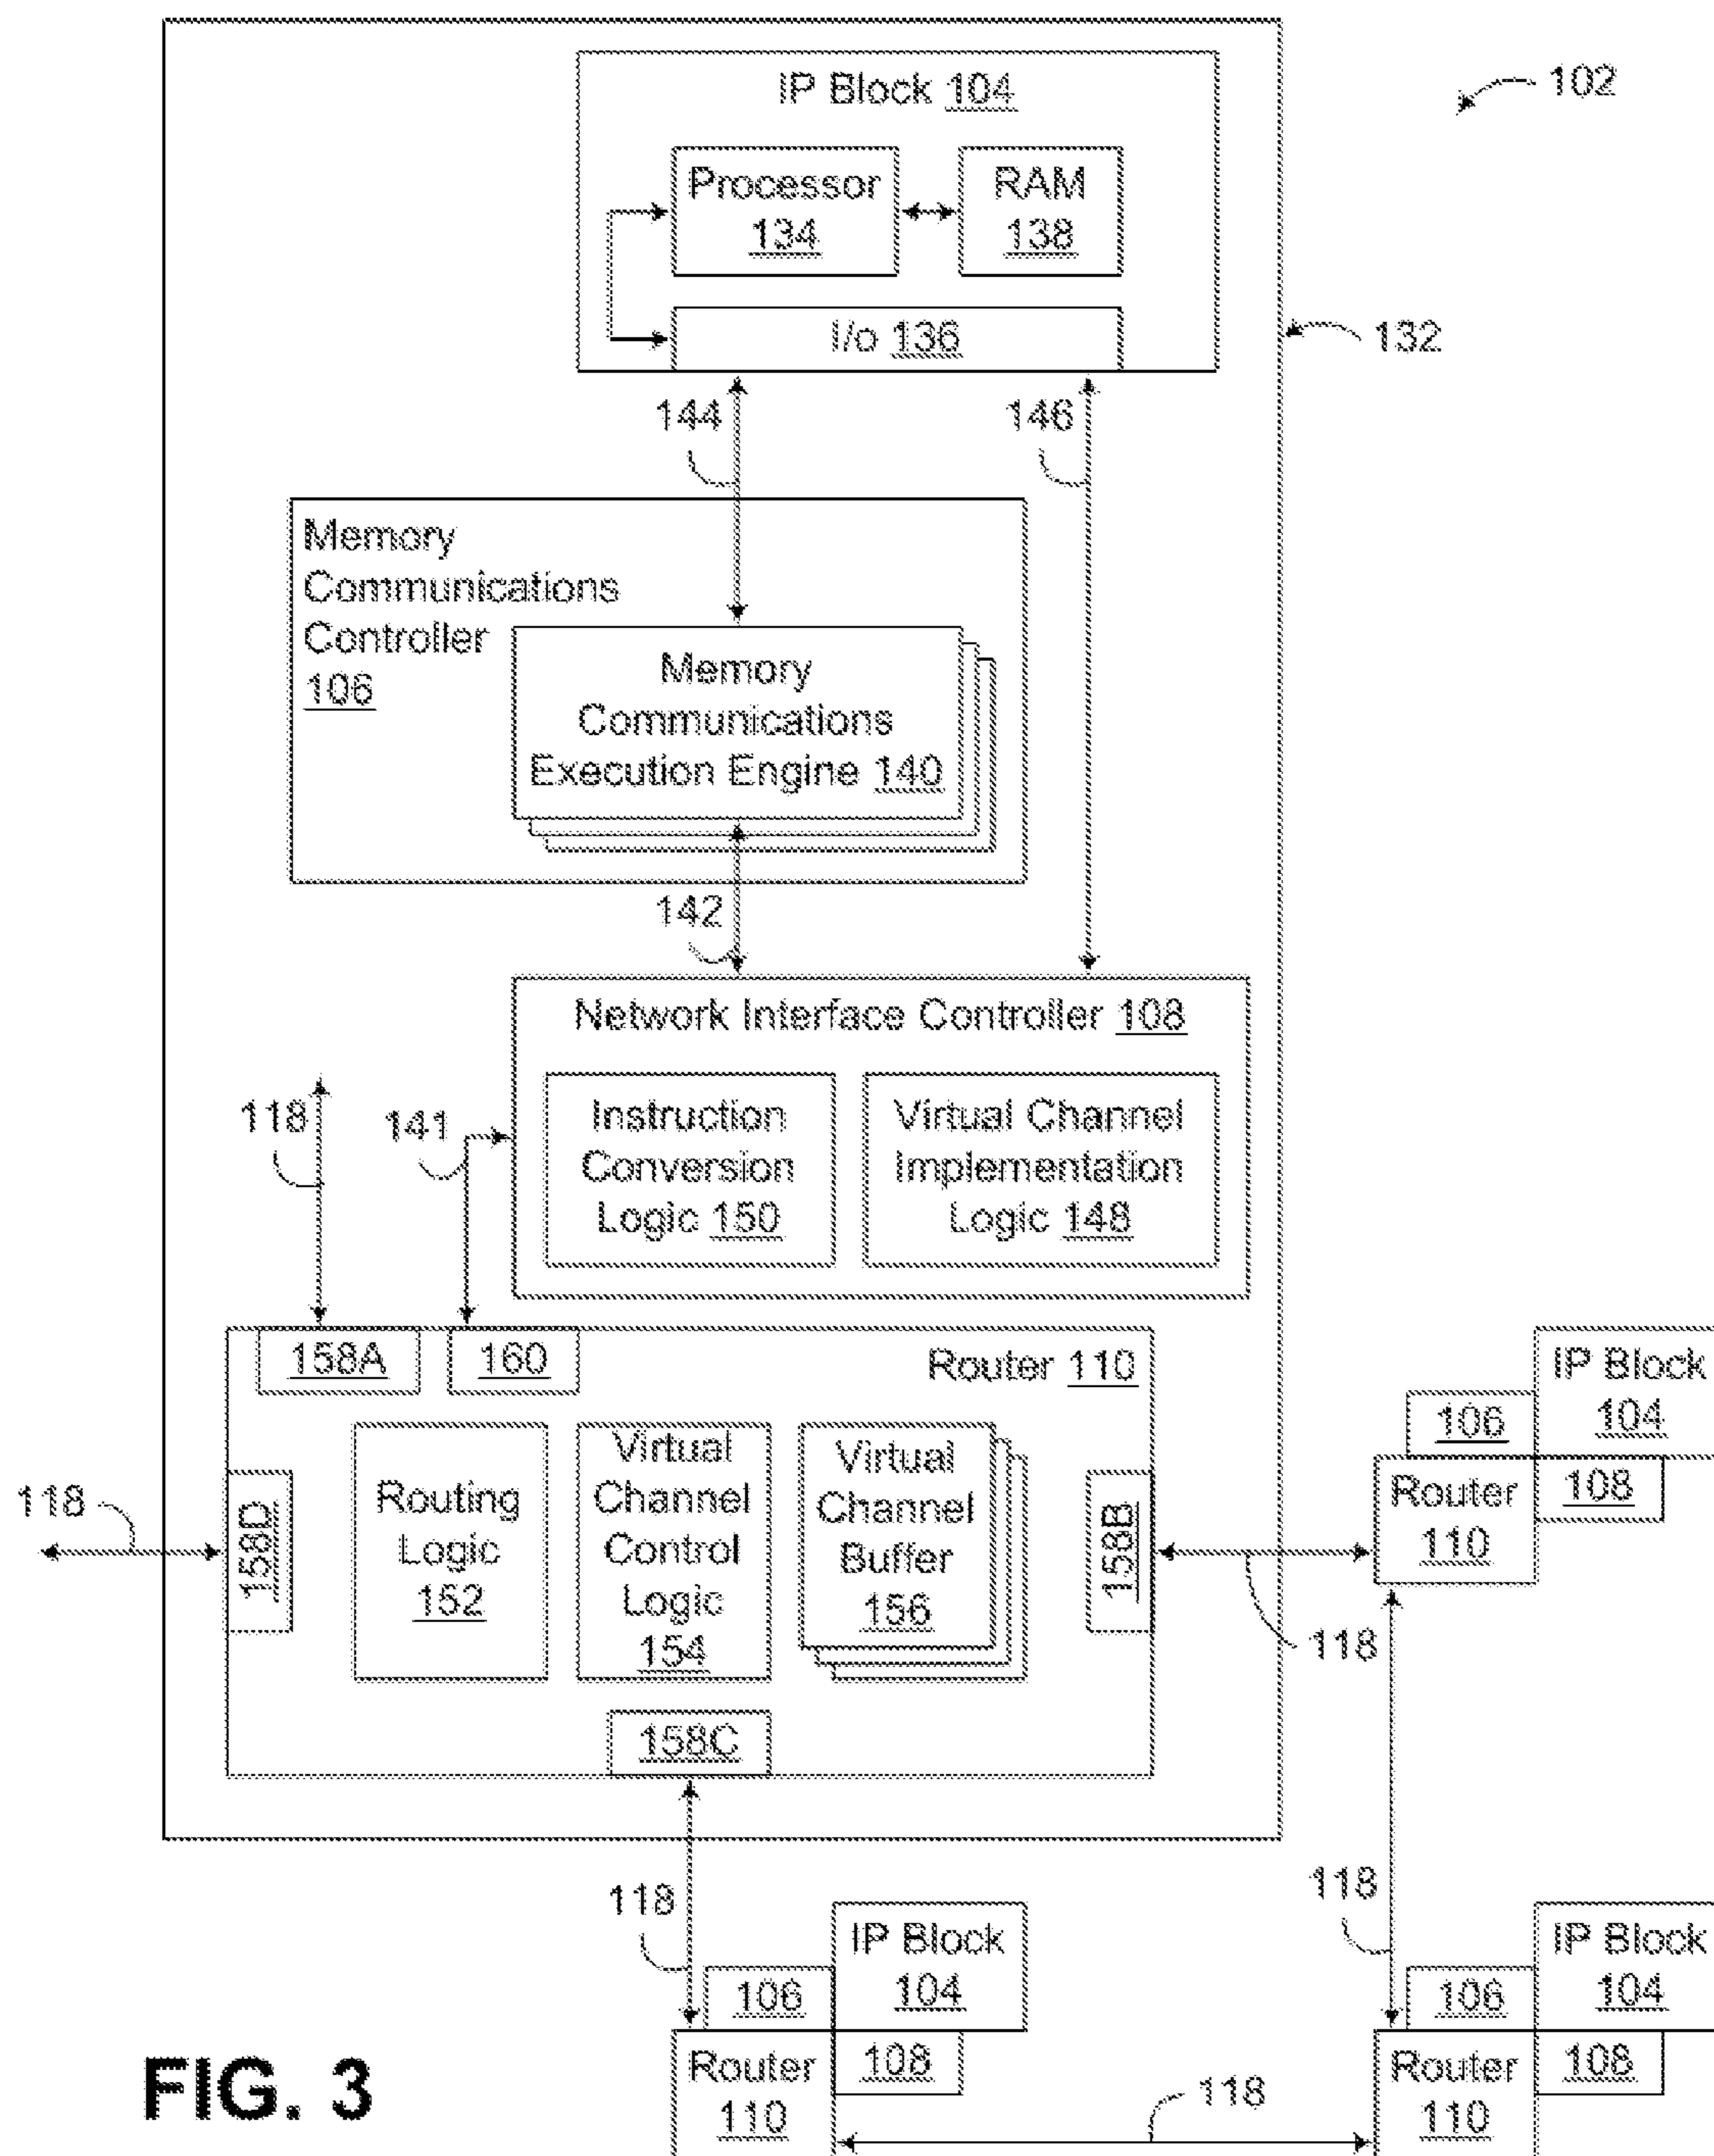 IP Block 104
102
Processor
134
RAM
138
I/o 136
132
144
146
Memory
Communications
Controller
106
Memory
Communications
Execution Engine 140
142
Network Interface Controller 108
118
141
Instruction
Conversion
Logic 150
Virtual Channel
Implementation
Logic 148
158A
160
Router 110
IP Block
104
106
108
Router
110
118
158D
Routing
Logic
152
Virtual
Channel
Control
Logic
154
Virtual
Channel
Buffer
156
158B
118
158C
118
118
IP Block
104
106
108
Router
110
IP Block
104
106
108
Router
110
118
FIG. 3